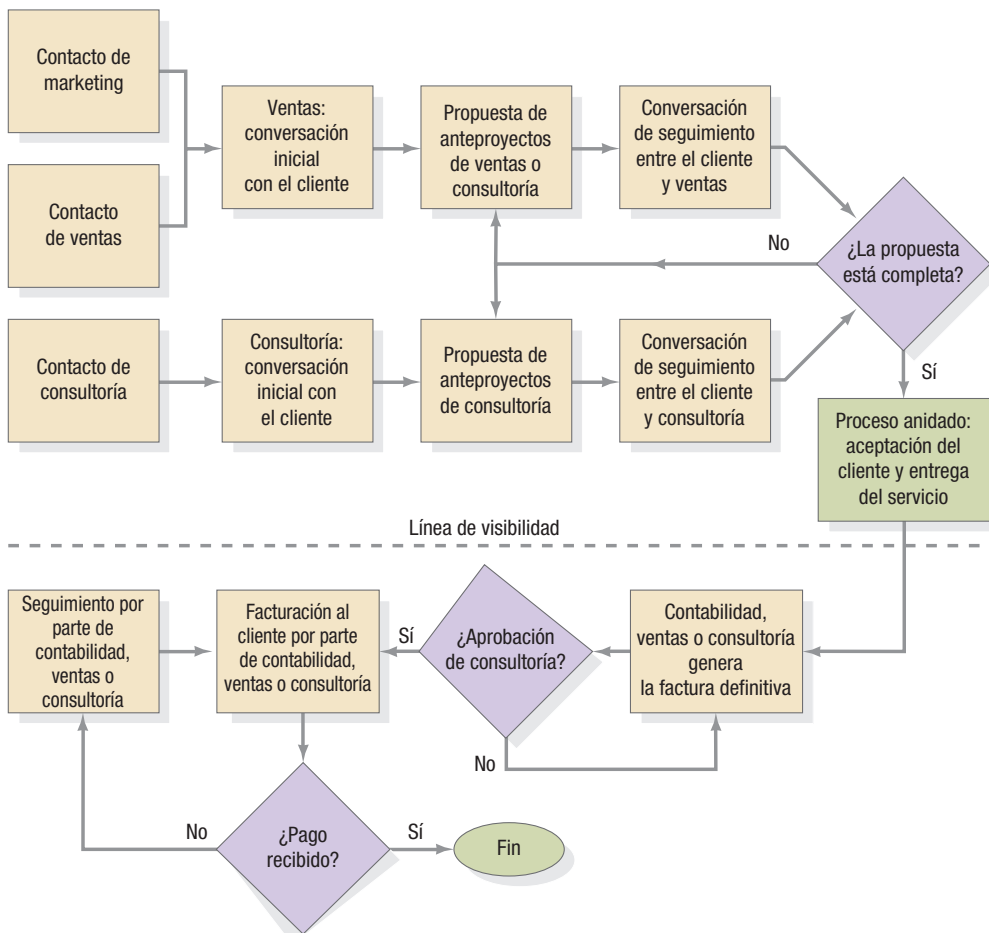 Contacto de
marketing
Contacto
de ventas
Ventas:
conversación
inicial
con el cliente
Propuesta de
anteproyectos
de ventas o
consultoría
Conversación
de seguimiento
entre el cliente
y ventas
¿La propuesta
está completa?
No
Sí
Contacto de
consultoría
Consultoría:
conversación
inicial con
el cliente
Propuesta de
anteproyectos
de consultoría
Conversación
de seguimiento
entre el cliente
y consultoría
Proceso anidado:
aceptación del
cliente y entrega
del servicio
Línea de visibilidad
Seguimiento por
parte de
contabilidad,
ventas o
consultoría
Facturación al
cliente por parte
de contabilidad,
ventas o consultoría
Sí
¿Aprobación
de consultoría?
No
Contabilidad,
ventas o consultoría
genera
la factura definitiva
No
¿Pago
recibido?
Sí
Fin